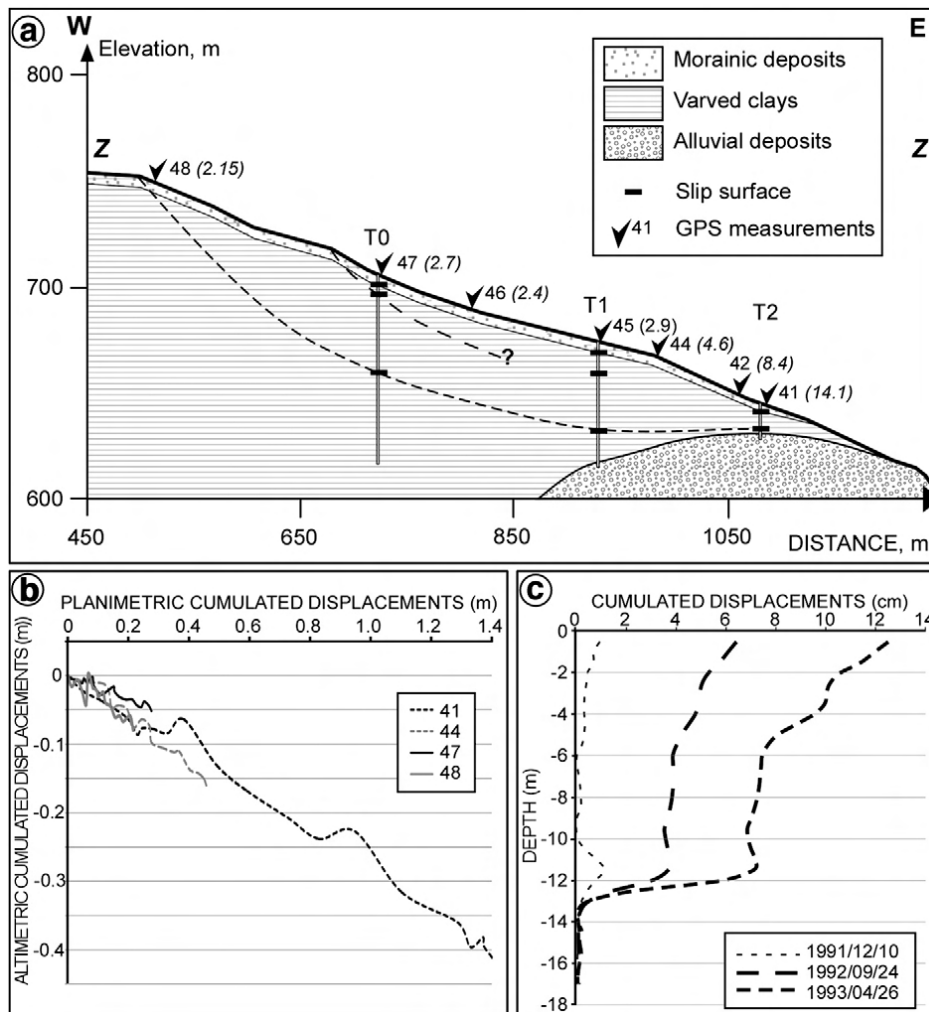 a
W
E
Elevation, m
800
700
600
Z
Z
Morainic deposits
Varved clays
Alluvial deposits
Slip surface
41 GPS measurements
48 (2.15)
T0
47 (2.7)
46 (2.4)
?
T1
45 (2.9)
44 (4.6)
T2
42 (8.4)
41 (14.1)
450
650
850
1050
DISTANCE, m
b
PLANIMETRIC CUMULATED DISPLACEMENTS (m)
0
0.2
0.4
0.6
0.8
1.0
1.2
1.4
ALTIMETRIC CUMULATED DISPLACEMENTS (m))
0
-0.1
-0.2
-0.3
-0.4
41
44
47
48
c
CUMULATED DISPLACEMENTS (cm)
0
2
4
6
8
10
12
14
DEPTH (m)
0
-2
-4
-6
-8
-10
-12
-14
-16
-18
1991/12/10
1992/09/24
1993/04/26